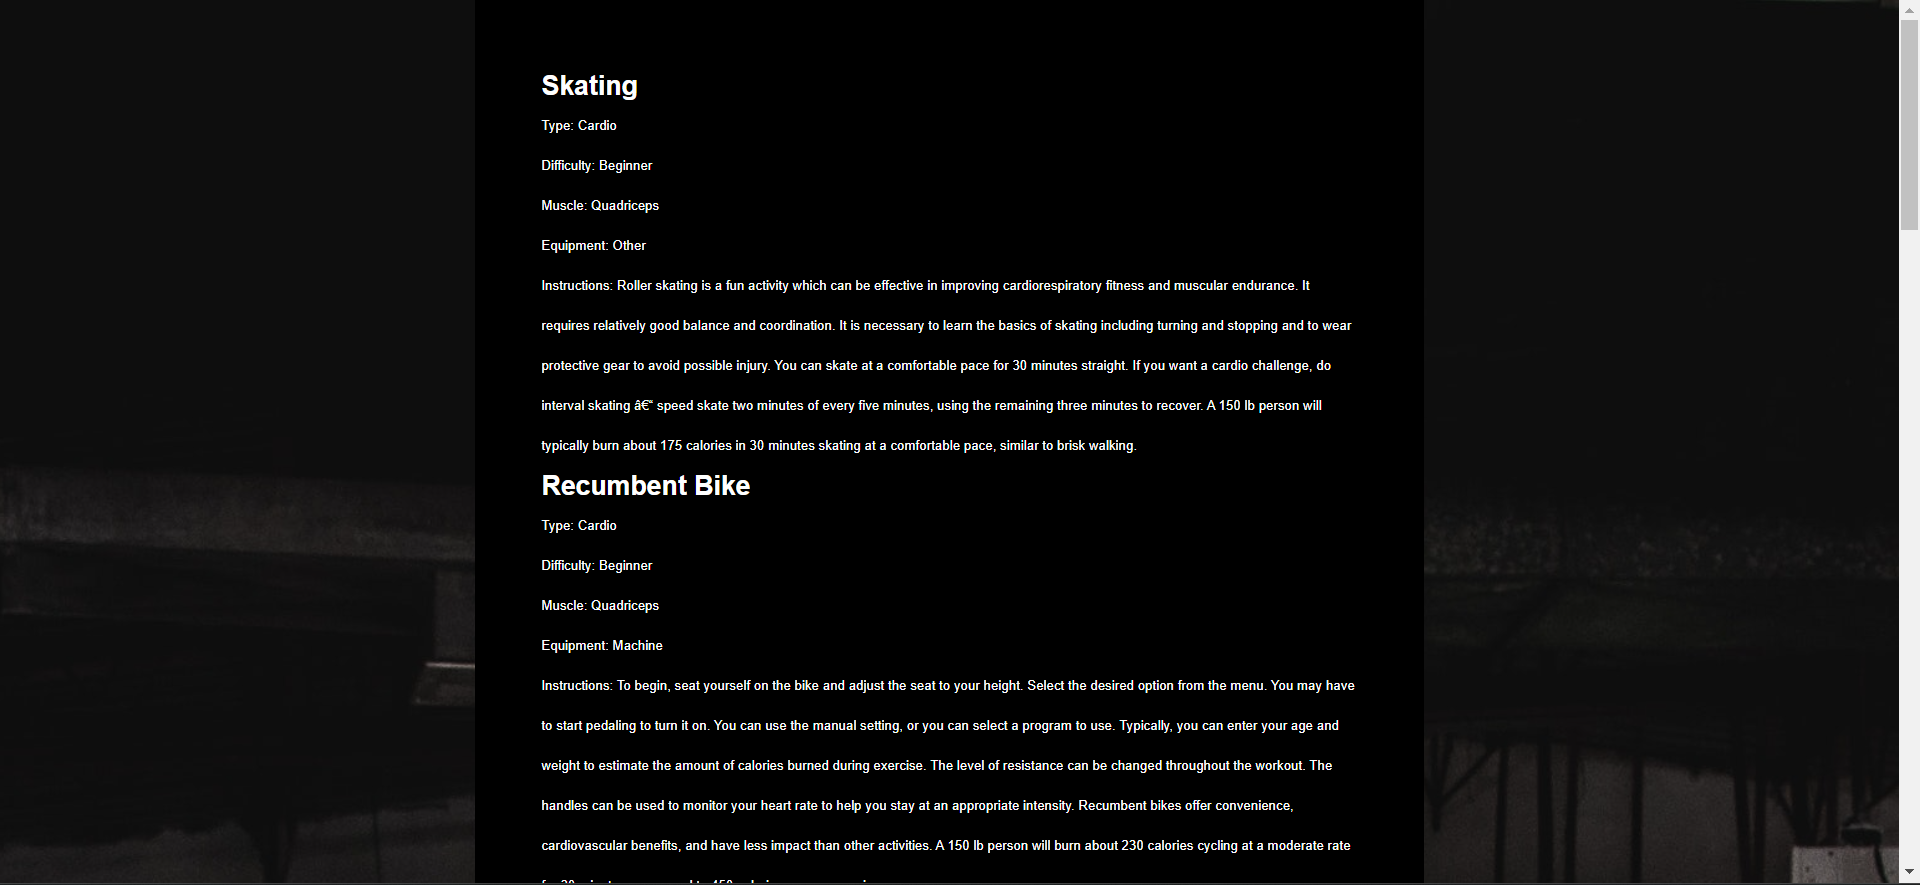 Skating
Type: Cardio
Difficulty: Beginner
Muscle: Quadriceps
Equipment: Other
Instructions: Roller skating is a fun activity which can be effective in improving cardiorespiratory fitness and muscular endurance. It
requires relatively good balance and coordination. It is necessary to learn the basics of skating including turning and stopping and to wear
protective gear to avoid possible injury. You can skate at a comfortable pace for 30 minutes straight. If you want a cardio challenge, do
interval skating â€“ speed skate two minutes of every five minutes, using the remaining three minutes to recover. A 150 lb person will
typically burn about 175 calories in 30 minutes skating at a comfortable pace, similar to brisk walking.
Recumbent Bike
Type: Cardio
Difficulty: Beginner
Muscle: Quadriceps
Equipment: Machine
Instructions: To begin, seat yourself on the bike and adjust the seat to your height. Select the desired option from the menu. You may have
to start pedaling to turn it on. You can use the manual setting, or you can select a program to use. Typically, you can enter your age and
weight to estimate the amount of calories burned during exercise. The level of resistance can be changed throughout the workout. The
handles can be used to monitor your heart rate to help you stay at an appropriate intensity. Recumbent bikes offer convenience,
cardiovascular benefits, and have less impact than other activities. A 150 lb person will burn about 230 calories cycling at a moderate rate